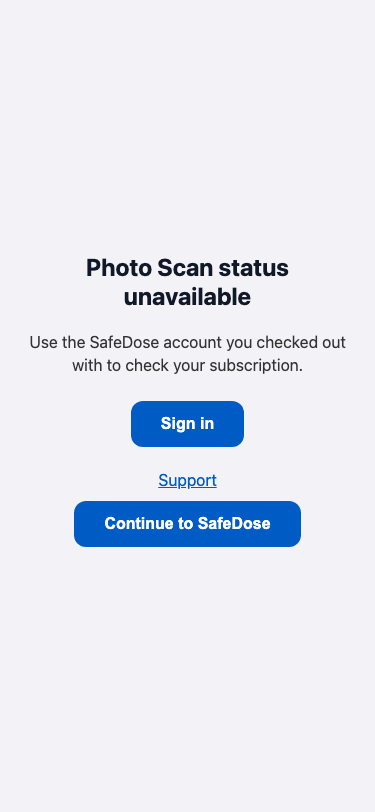 Photo Scan status
unavailable
Use the SafeDose account you checked out
with to check your subscription.
Sign in
Support
Continue to SafeDose